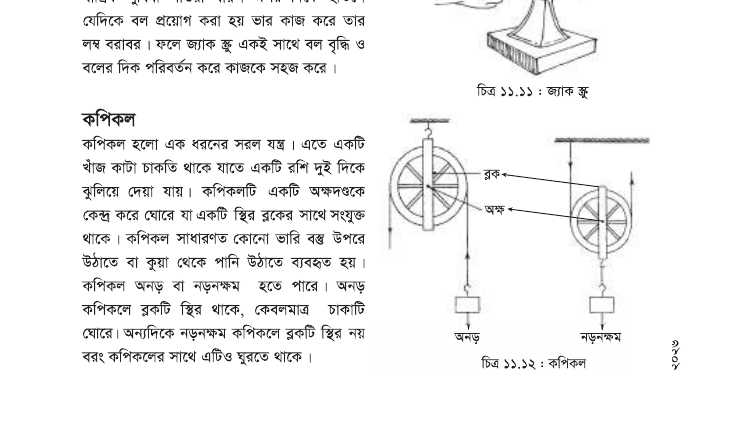 যেদিকে বল প্রয়োগ করা হয় ভার কাজ করে তার
লম্ব বরাবর। ফলে জ্যাক স্ক্রু একই সাথে বল বৃদ্ধি ও
বলের দিক পরিবর্তন করে কাজকে সহজ করে।
চিত্র ১১.১১ : জ্যাক স্ক্রু
কপিকল
কপিকল হলো এক ধরনের সরল যন্ত্র। এতে একটি
খাঁজ কাটা চাকতি থাকে যাতে একটি রশি দুই দিকে
ঝুলিয়ে দেয়া যায়। কপিকলটি একটি অক্ষদণ্ডকে
কেন্দ্র করে ঘোরে যা একটি স্থির ব্লকের সাথে সংযুক্ত
থাকে। কপিকল সাধারণত কোনো ভারি বস্তু উপরে
উঠাতে বা কুয়া থেকে পানি উঠাতে ব্যবহৃত হয়।
কপিকল অনড় বা নড়নক্ষম হতে পারে। অনড়
কপিকলে ব্লকটি স্থির থাকে, কেবলমাত্র চাকাটি
ঘোরে। অন্যদিকে নড়নক্ষম কপিকলে ব্লকটি স্থির নয়
বরং কপিকলের সাথে এটিও ঘুরতে থাকে।
ব্লক
অক্ষ
অনড়
নড়নক্ষম
চিত্র ১১.১২ : কপিকল